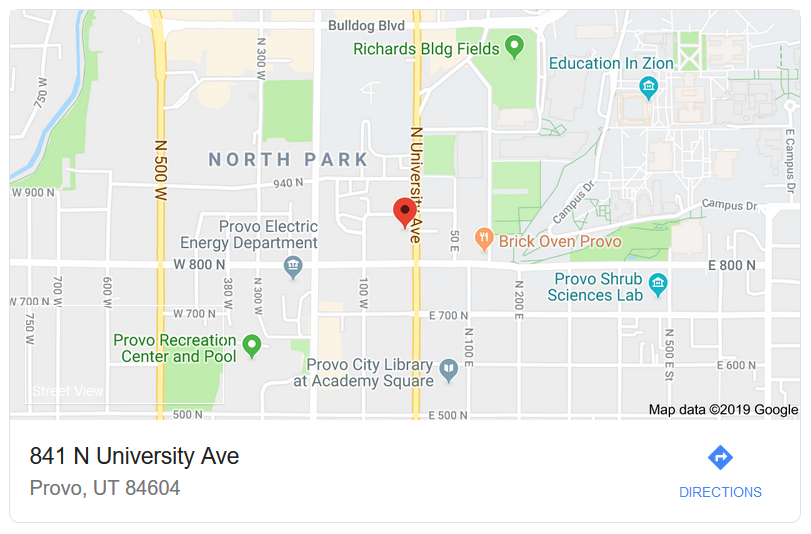 Bulldog Blvd
Richards Bldg Fields
Education In Zion
N 300 W
750 W
N 500 W
N University Ave
E Campus Dr
NORTH PARK
940 N
W 900 N
Campus Dr
Campus Dr
Provo Electric
Energy Department
50 E
Brick Oven Provo
W 800 N
E 800 N
700 W
600 W
380 W
N 300 W
100 W
N 200 E
Provo Shrub
Sciences Lab
W 700 N
750 W
W 700 N
E 700 N
N 100 E
N 500 E St
Provo Recreation
Center and Pool
Provo City Library
at Academy Square
E 600 N
Street View
500 N
E 500 N
Map data ©2019 Google
841 N University Ave
Provo, UT 84604
DIRECTIONS